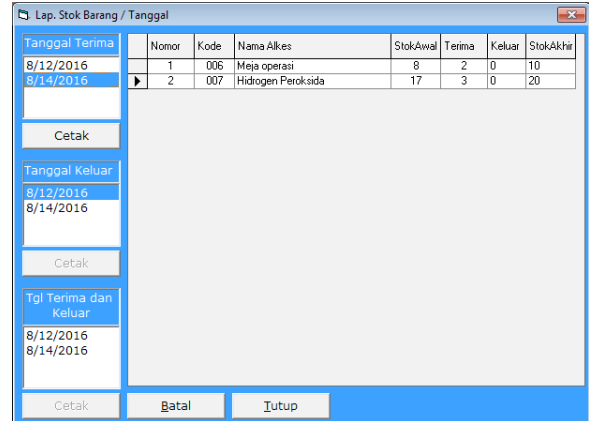 Lap. Stok Barang / Tanggal
Tanggal Terima
8/12/2016
8/14/2016
Cetak
Tanggal Keluar
8/12/2016
8/14/2016
Cetak
Tgl Terima dan
Keluar
8/12/2016
8/14/2016
Cetak
Nomor Kode Nama Alkes StokAwal Terima Keluar StokAkhir
1 006 Meja operasi 8 2 0 10
2 007 Hidrogen Peroksida 17 3 0 20
Batal Tutup